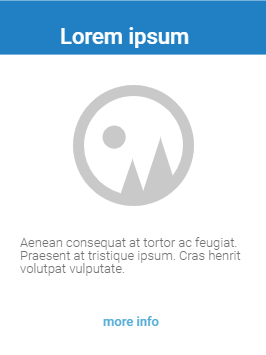 Lorem ipsum
Aenean consequat at tortor ac feugiat.
Praesent at tristique ipsum. Cras henrit
volutpat vulputate.
more info